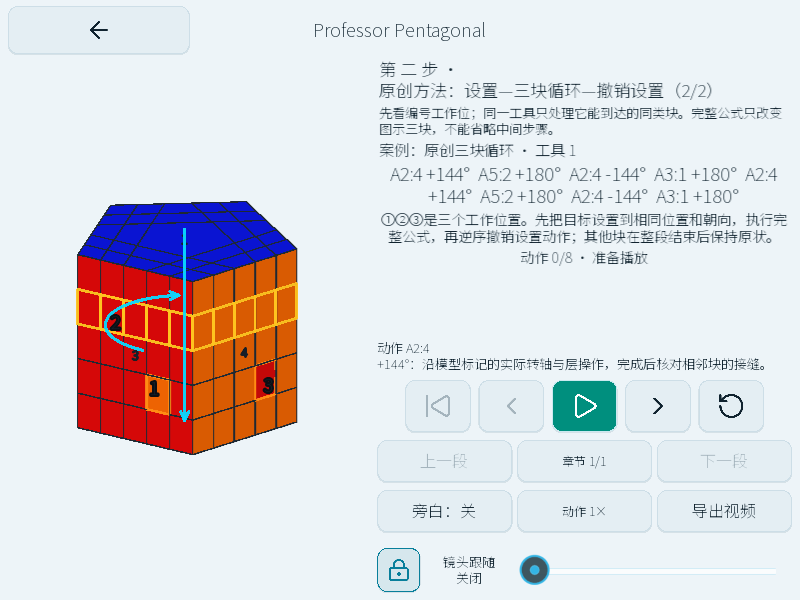 Professor Pentagonal
第 二 步 ·
原创方法：设置—三块循环—撤销设置（2/2）
先看编号工作位；同一工具只处理它能到达的同类块。完整公式只改变
图示三块，不能省略中间步骤。
案例：原创三块循环 · 工具 1
A2:4 +144° A5:2 +180° A2:4 -144° A3:1 +180° A2:4
+144° A5:2 +180° A2:4 -144° A3:1 +180°
①②③是三个工作位置。先把目标设置到相同位置和朝向，执行完
整公式，再逆序撤销设置动作；其他块在整段结束后保持原状。
动作 0/8 · 准备播放
2
3
4
1
3
动作 A2:4
+144°：沿模型标记的实际转轴与层操作，完成后核对相邻块的接缝。
上一段
章节 1/1
下一段
旁白：关
动作 1×
导出视频
镜头跟随
关闭